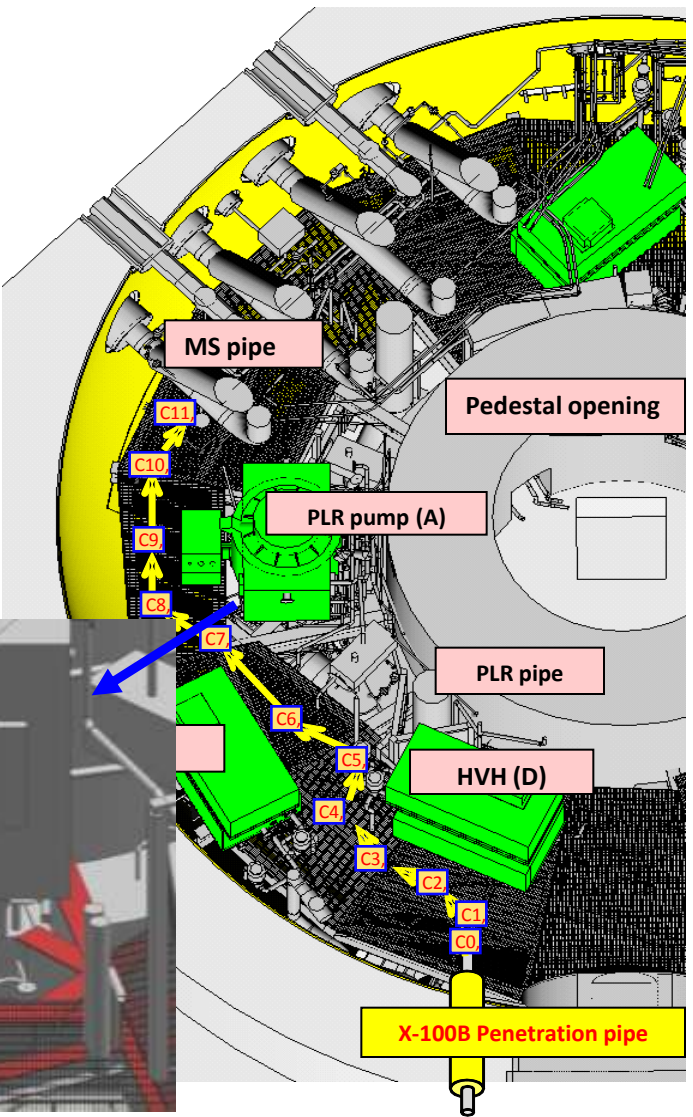 MS pipe
Pedestal opening
C11,
C10,
PLR pump (A)
C9,
C8,
C7,
PLR pipe
C6,
C5,
HVH (D)
C4,
C3,
C2,
C1,
C0,
X-100B Penetration pipe